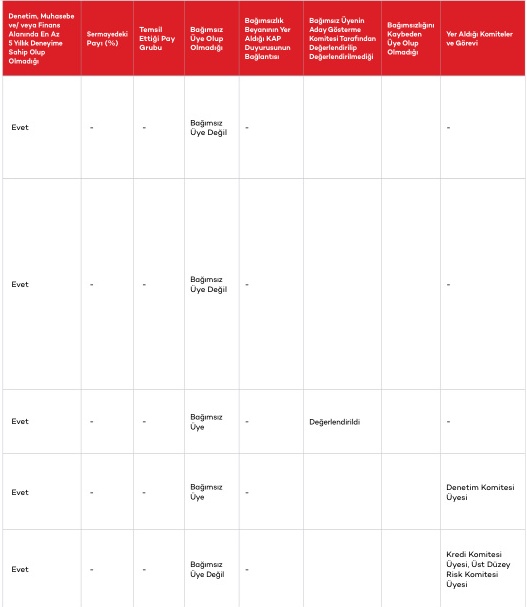 Denetim, Muhasebe
ve/ veya Finans
Alanında En Az
5 Yıllık Deneyime
Sahip Olup
Olmadığı
Sermayedeki
Payı (%)
Temsil
Ettiği Pay
Grubu
Bağımsız
Üye Olup
Olmadığı
Bağımsızlık
Beyanının Yer
Aldığı KAP
Duyurusunun
Bağlantısı
Bağımsız Üyenin
Aday Gösterme
Komitesi Tarafından
Değerlendirilip
Değerlendirilmediği
Bağımsızlığını
Kaybeden
Üye Olup
Olmadığı
Yer Aldığı Komiteler
ve Görevi
Evet
-
-
Bağımsız
Üye Değil
-
-
Evet
-
-
Bağımsız
Üye Değil
-
-
Evet
-
-
Bağımsız
Üye
-
Değerlendirildi
-
Evet
-
-
Bağımsız
Üye
-
Denetim Komitesi
Üyesi
Evet
-
-
Bağımsız
Üye Değil
-
Kredi Komitesi
Üyesi, Üst Düzey
Risk Komitesi
Üyesi